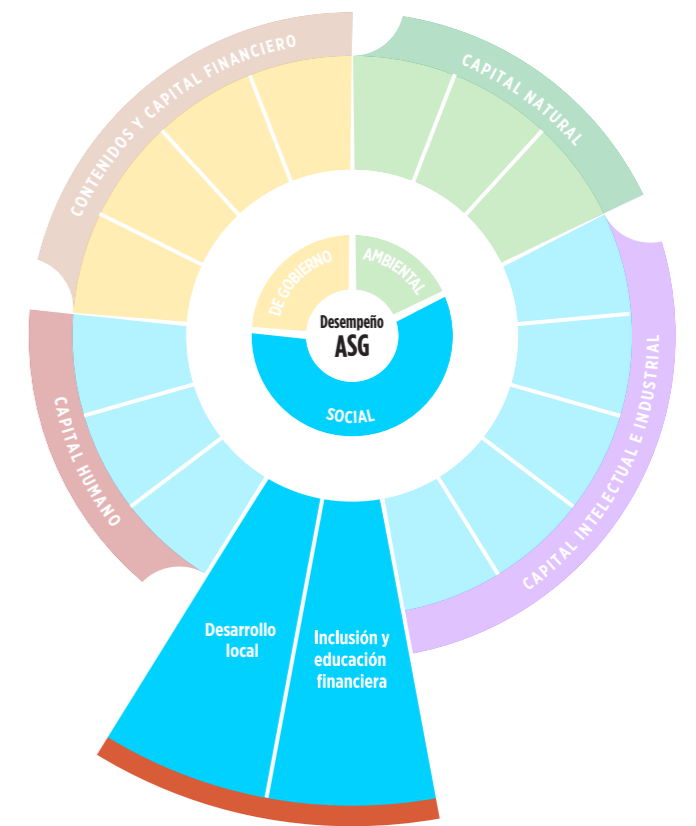 CONTENIDOS Y CAPITAL FINANCIERO
CAPITAL NATURAL
DE GOBIERNO
AMBIENTAL
Desempeño
ASG
SOCIAL
CAPITAL HUMANO
CAPITAL INTELECTUAL E INDUSTRIAL
Desarrollo
local
Inclusión y
educación
financiera